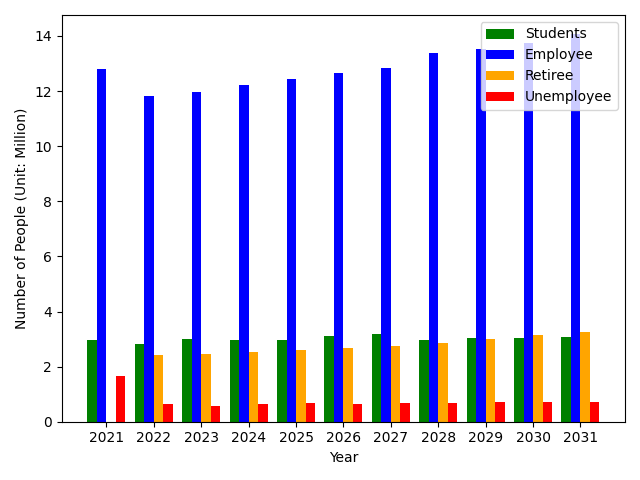 Students
Employee
Retiree
Unemployee
Number of People (Unit: Million)
14
12
10
8
6
4
2
0
2021 2022 2023 2024 2025 2026 2027 2028 2029 2030 2031
Year